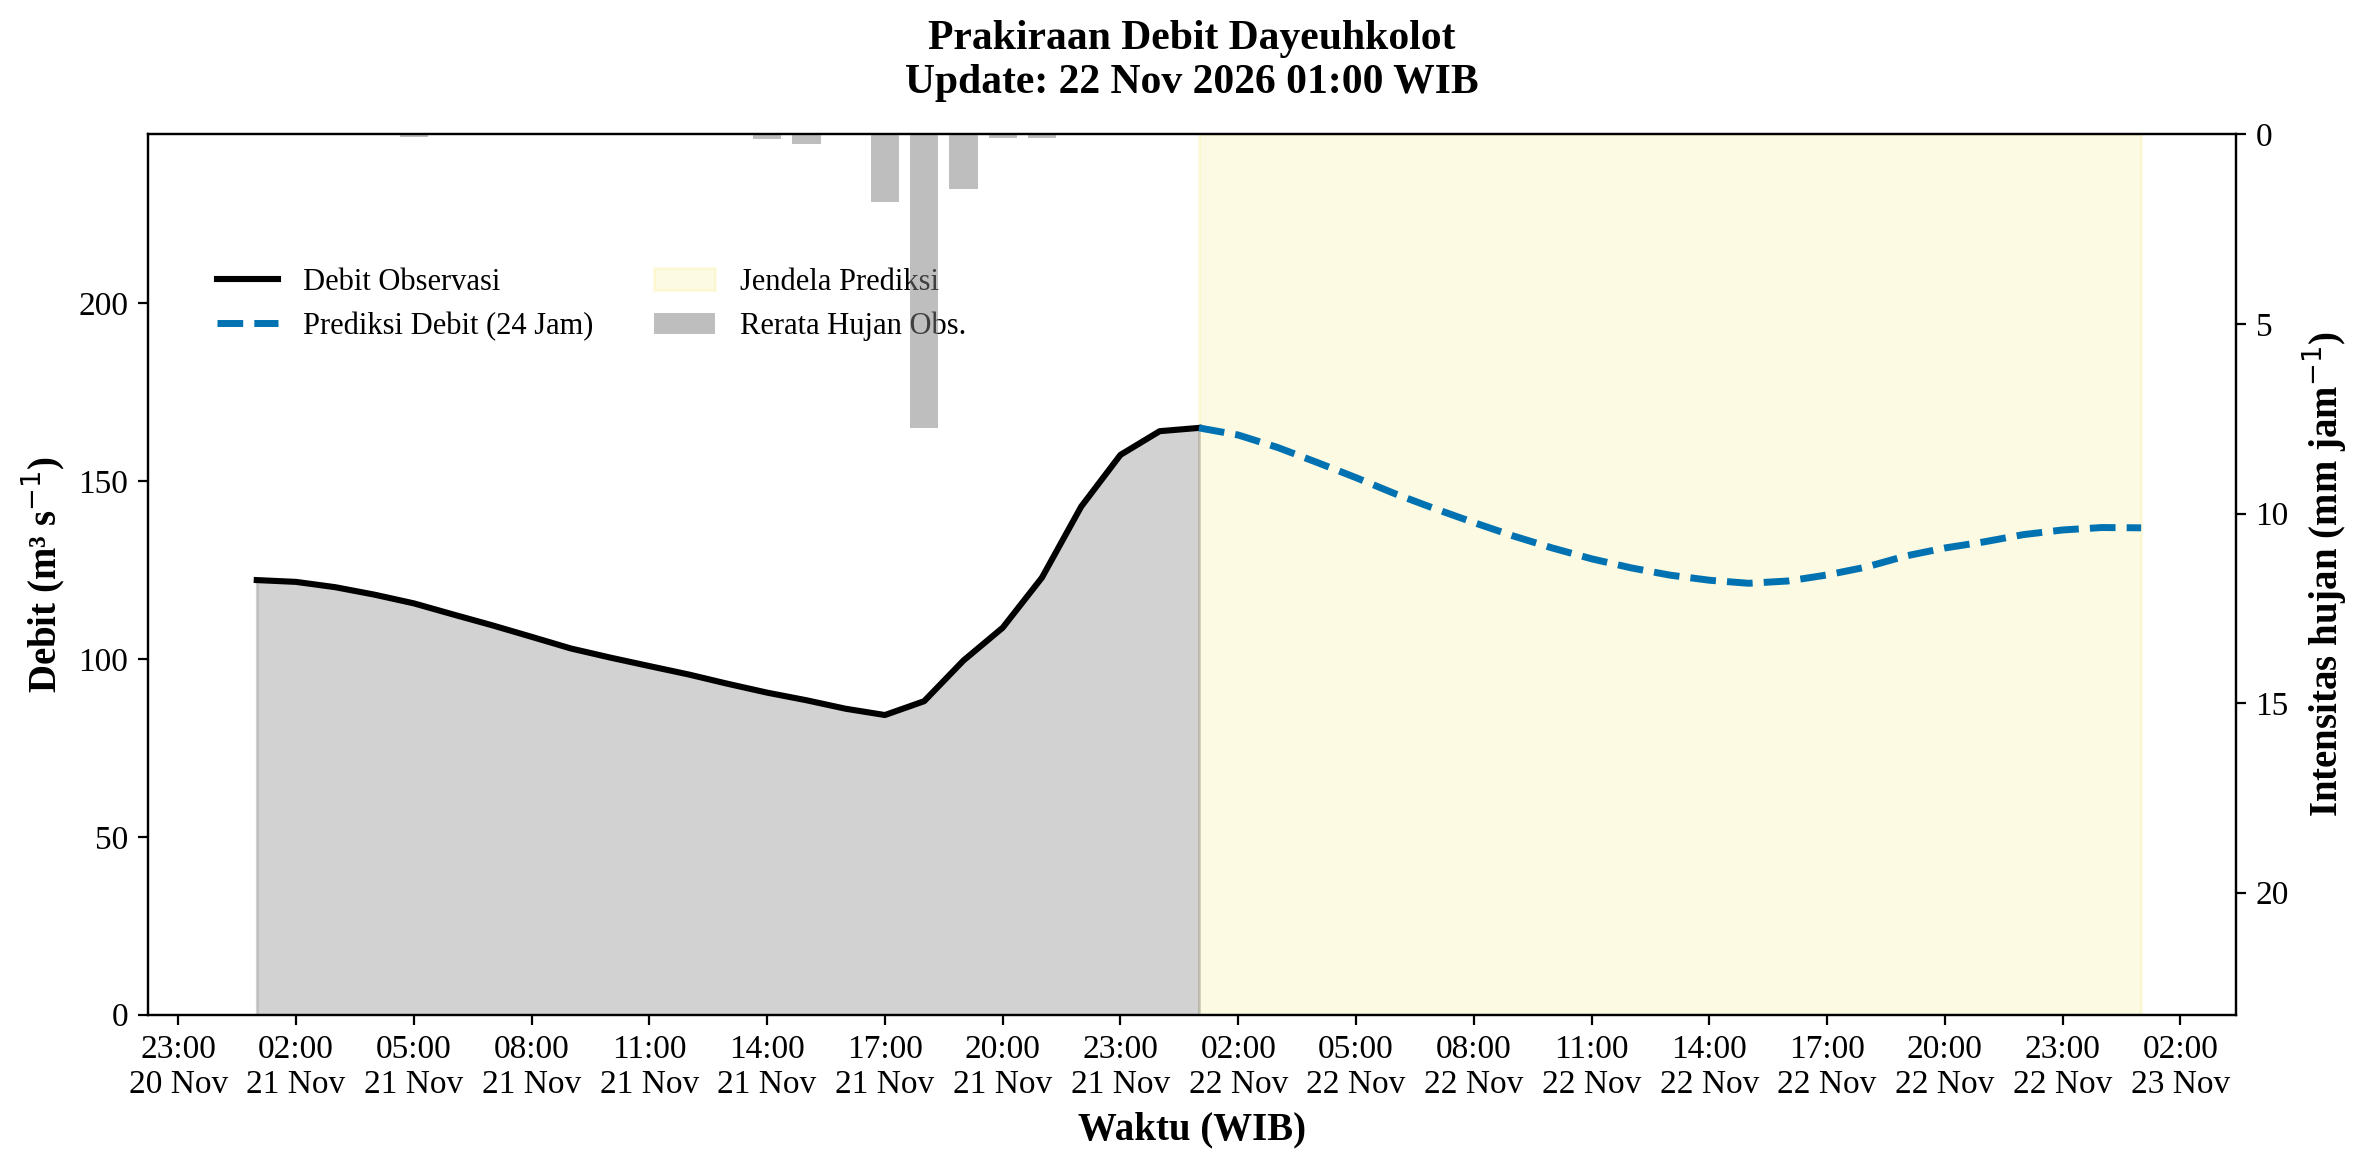 Prakiraan Debit Dayeuhkolot
Update: 22 Nov 2026 01:00 WIB
Debit Observasi
Prediksi Debit (24 Jam)
Jendela Prediksi
Rerata Hujan Obs.
Debit (m³ s⁻¹)
200
150
100
50
0
Intensitas hujan (mm jam⁻¹)
0
5
10
15
20
23:00 02:00 05:00 08:00 11:00 14:00 17:00 20:00 23:00 02:00 05:00 08:00 11:00 14:00 17:00 20:00 23:00 02:00
20 Nov 21 Nov 21 Nov 21 Nov 21 Nov 21 Nov 21 Nov 21 Nov 21 Nov 22 Nov 22 Nov 22 Nov 22 Nov 22 Nov 22 Nov 22 Nov 22 Nov 23 Nov
Waktu (WIB)